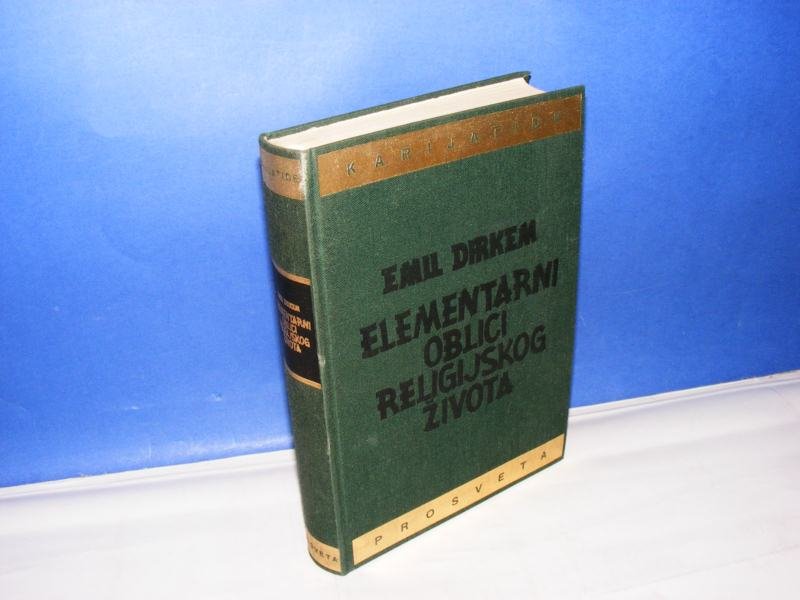 KARIJATIDE
EMIL DIRKEM
ELEMENTARNI
OBLICI
RELIGIJSKOG
ŽIVOTA
PROSVETA